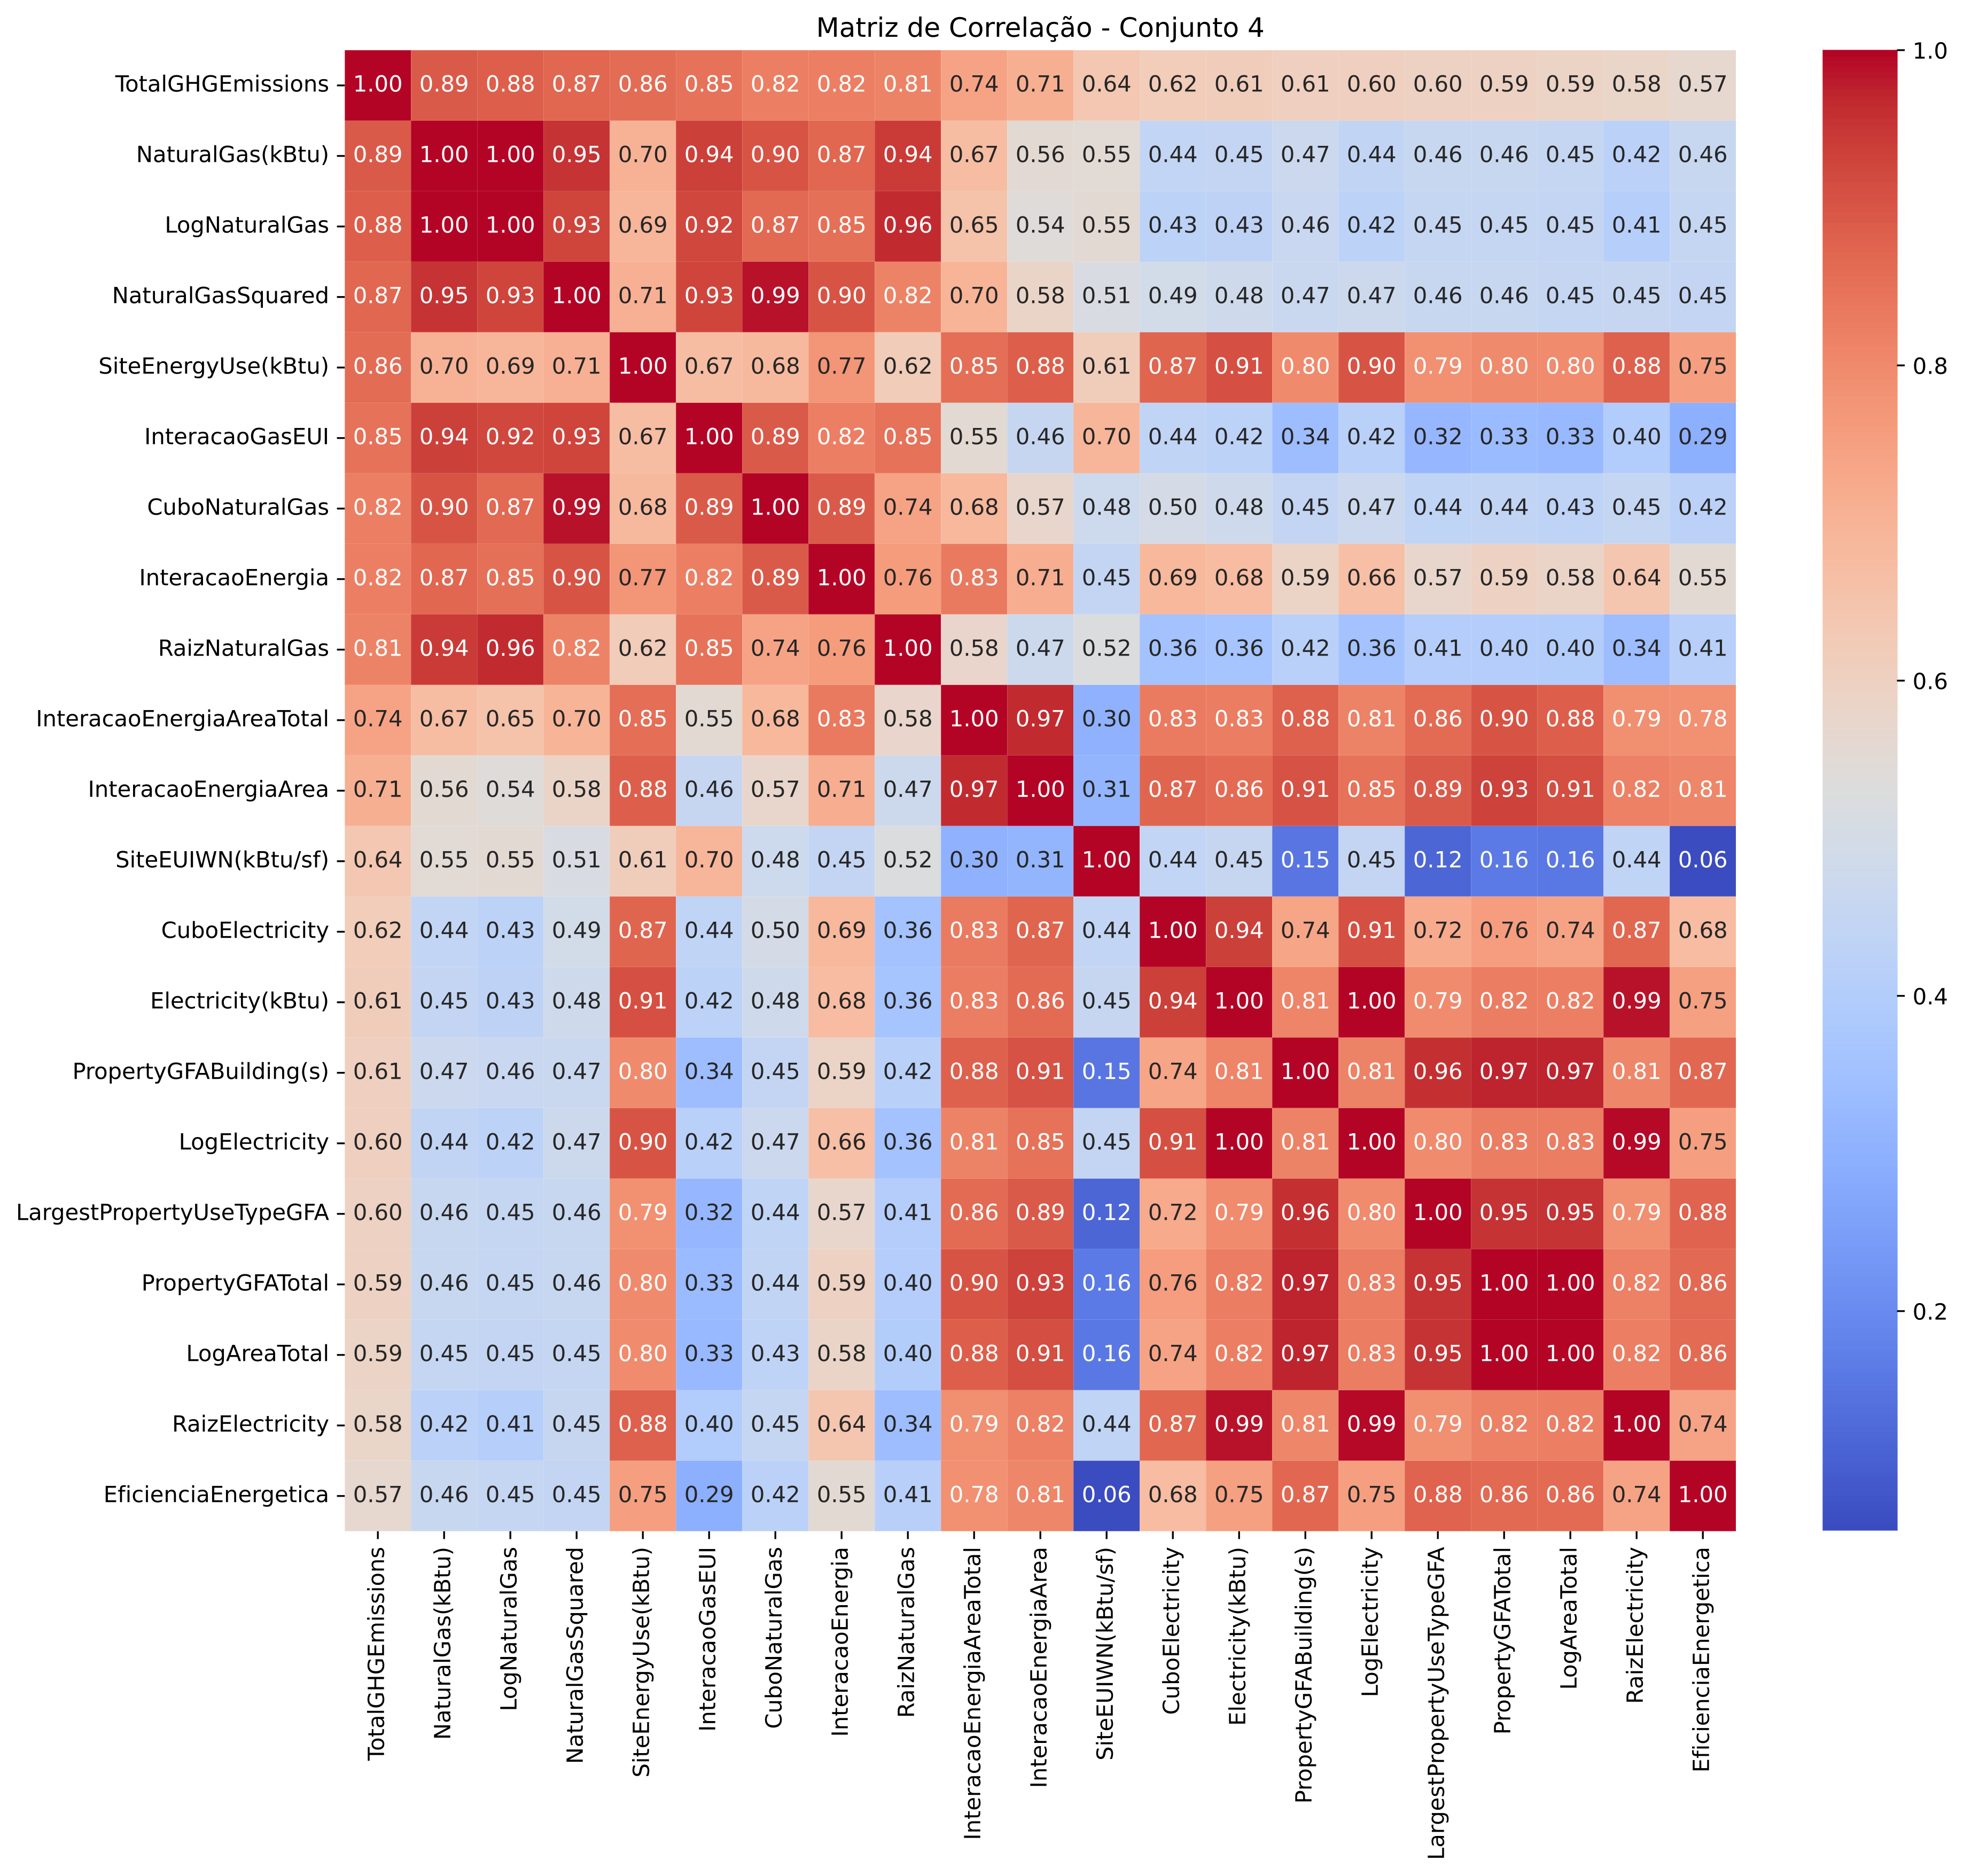 Matriz de Correlação - Conjunto 4
TotalGHGEmissions 1.00 0.89 0.88 0.87 0.86 0.85 0.82 0.82 0.81 0.74 0.71 0.64 0.62 0.61 0.61 0.60 0.60 0.59 0.59 0.58 0.57
NaturalGas(kBtu) 0.89 1.00 1.00 0.95 0.70 0.94 0.90 0.87 0.94 0.67 0.56 0.55 0.44 0.45 0.47 0.44 0.46 0.46 0.45 0.42 0.46
LogNaturalGas 0.88 1.00 1.00 0.93 0.69 0.92 0.87 0.85 0.96 0.65 0.54 0.55 0.43 0.43 0.46 0.42 0.45 0.45 0.45 0.41 0.45
NaturalGasSquared 0.87 0.95 0.93 1.00 0.71 0.93 0.99 0.90 0.82 0.70 0.58 0.51 0.49 0.48 0.47 0.47 0.46 0.46 0.45 0.45 0.45
SiteEnergyUse(kBtu) 0.86 0.70 0.69 0.71 1.00 0.67 0.68 0.77 0.62 0.85 0.88 0.61 0.87 0.91 0.80 0.90 0.79 0.80 0.80 0.88 0.75
InteracaoGasEUI 0.85 0.94 0.92 0.93 0.67 1.00 0.89 0.82 0.85 0.55 0.46 0.70 0.44 0.42 0.34 0.42 0.32 0.33 0.33 0.40 0.29
CuboNaturalGas 0.82 0.90 0.87 0.99 0.68 0.89 1.00 0.89 0.74 0.68 0.57 0.48 0.50 0.48 0.45 0.47 0.44 0.44 0.43 0.45 0.42
InteracaoEnergia 0.82 0.87 0.85 0.90 0.77 0.82 0.89 1.00 0.76 0.83 0.71 0.45 0.69 0.68 0.59 0.66 0.57 0.59 0.58 0.64 0.55
RaizNaturalGas 0.81 0.94 0.96 0.82 0.62 0.85 0.74 0.76 1.00 0.58 0.47 0.52 0.36 0.36 0.42 0.36 0.41 0.40 0.40 0.34 0.41
InteracaoEnergiaAreaTotal 0.74 0.67 0.65 0.70 0.85 0.55 0.68 0.83 0.58 1.00 0.97 0.30 0.83 0.83 0.88 0.81 0.86 0.90 0.88 0.79 0.78
InteracaoEnergiaArea 0.71 0.56 0.54 0.58 0.88 0.46 0.57 0.71 0.47 0.97 1.00 0.31 0.87 0.86 0.91 0.85 0.89 0.93 0.91 0.82 0.81
SiteEUIWN(kBtu/sf) 0.64 0.55 0.55 0.51 0.61 0.70 0.48 0.45 0.52 0.30 0.31 1.00 0.44 0.45 0.15 0.45 0.12 0.16 0.16 0.44 0.06
CuboElectricity 0.62 0.44 0.43 0.49 0.87 0.44 0.50 0.69 0.36 0.83 0.87 0.44 1.00 0.94 0.74 0.91 0.72 0.76 0.74 0.87 0.68
Electricity(kBtu) 0.61 0.45 0.43 0.48 0.91 0.42 0.48 0.68 0.36 0.83 0.86 0.45 0.94 1.00 0.81 1.00 0.79 0.82 0.82 0.99 0.75
PropertyGFABuilding(s) 0.61 0.47 0.46 0.47 0.80 0.34 0.45 0.59 0.42 0.88 0.91 0.15 0.74 0.81 1.00 0.81 0.96 0.97 0.97 0.81 0.87
LogElectricity 0.60 0.44 0.42 0.47 0.90 0.42 0.47 0.66 0.36 0.81 0.85 0.45 0.91 1.00 0.81 1.00 0.80 0.83 0.83 0.99 0.75
LargestPropertyUseTypeGFA 0.60 0.46 0.45 0.46 0.79 0.32 0.44 0.57 0.41 0.86 0.89 0.12 0.72 0.79 0.96 0.80 1.00 0.95 0.95 0.79 0.88
PropertyGFATotal 0.59 0.46 0.45 0.46 0.80 0.33 0.44 0.59 0.40 0.90 0.93 0.16 0.76 0.82 0.97 0.83 0.95 1.00 1.00 0.82 0.86
LogAreaTotal 0.59 0.45 0.45 0.45 0.80 0.33 0.43 0.58 0.40 0.88 0.91 0.16 0.74 0.82 0.97 0.83 0.95 1.00 1.00 0.82 0.86
RaizElectricity 0.58 0.42 0.41 0.45 0.88 0.40 0.45 0.64 0.34 0.79 0.82 0.44 0.87 0.99 0.81 0.99 0.79 0.82 0.82 1.00 0.74
EficienciaEnergetica 0.57 0.46 0.45 0.45 0.75 0.29 0.42 0.55 0.41 0.78 0.81 0.06 0.68 0.75 0.87 0.75 0.88 0.86 0.86 0.74 1.00
TotalGHGEmissions
NaturalGas(kBtu)
LogNaturalGas
NaturalGasSquared
SiteEnergyUse(kBtu)
InteracaoGasEUI
CuboNaturalGas
InteracaoEnergia
RaizNaturalGas
InteracaoEnergiaAreaTotal
InteracaoEnergiaArea
SiteEUIWN(kBtu/sf)
CuboElectricity
Electricity(kBtu)
PropertyGFABuilding(s)
LogElectricity
LargestPropertyUseTypeGFA
PropertyGFATotal
LogAreaTotal
RaizElectricity
EficienciaEnergetica
1.0
0.8
0.6
0.4
0.2